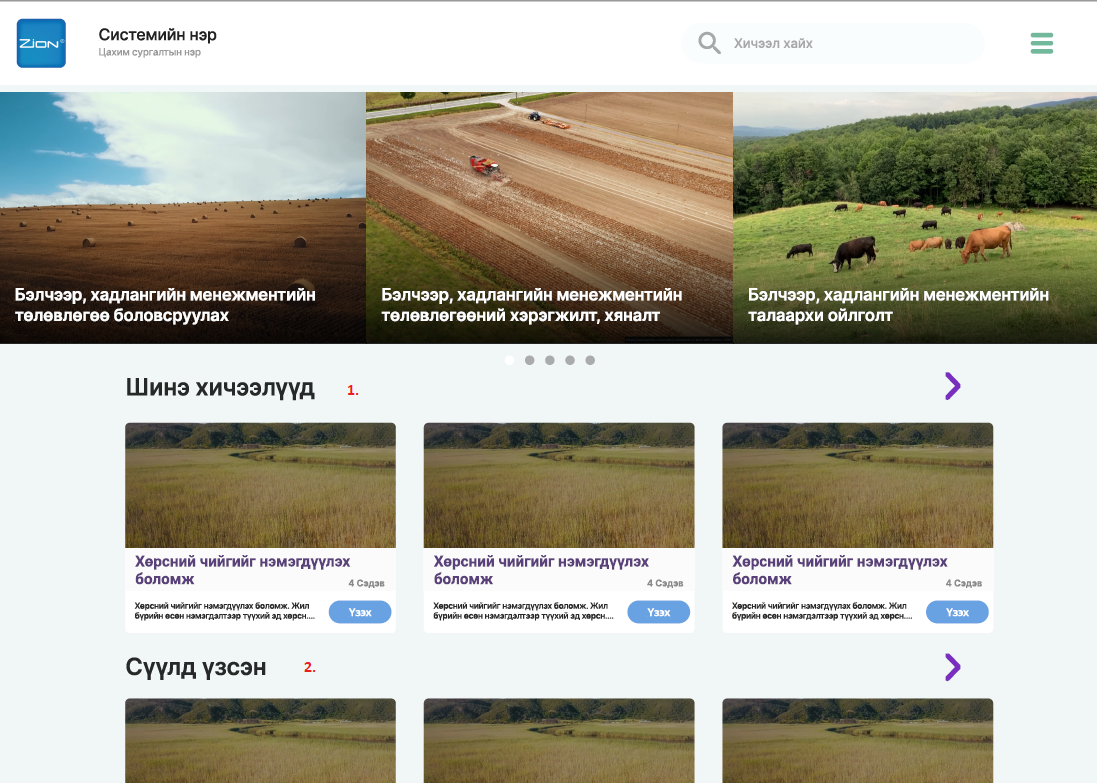 Zion®
Системийн нэр
Цахим сургалтын нэр
Хичээл хайх
Бэлчээр, хадлангийн менежментийн
төлөвлөгөө боловсруулах
Бэлчээр, хадлангийн менежментийн
төлөвлөгөөний хэрэгжилт, хяналт
Бэлчээр, хадлангийн менежментийн
талаархи ойлголт
Шинэ хичээлүүд
1.
Хөрсний чийгийг нэмэгдүүлэх
боломж
4 Сэдэв
Хөрсний чийгийг нэмэгдүүлах боломж. Жил
бүрийн өсөн нэмэгдэлтээр түүхий эд хөрсн....
Үзэх
Хөрсний чийгийг нэмэгдүүлэх
боломж
4 Сэдэв
Хөрсний чийгийг нэмэгдүүлах боломж. Жил
бүрийн өсөн нэмэгдэлтээр түүхий эд хөрсн....
Үзэх
Хөрсний чийгийг нэмэгдүүлэх
боломж
4 Сэдэв
Хөрсний чийгийг нэмэгдүүлах боломж. Жил
бүрийн өсөн нэмэгдэлтээр түүхий эд хөрсн....
Үзэх
Сүүлд үзсэн
2.